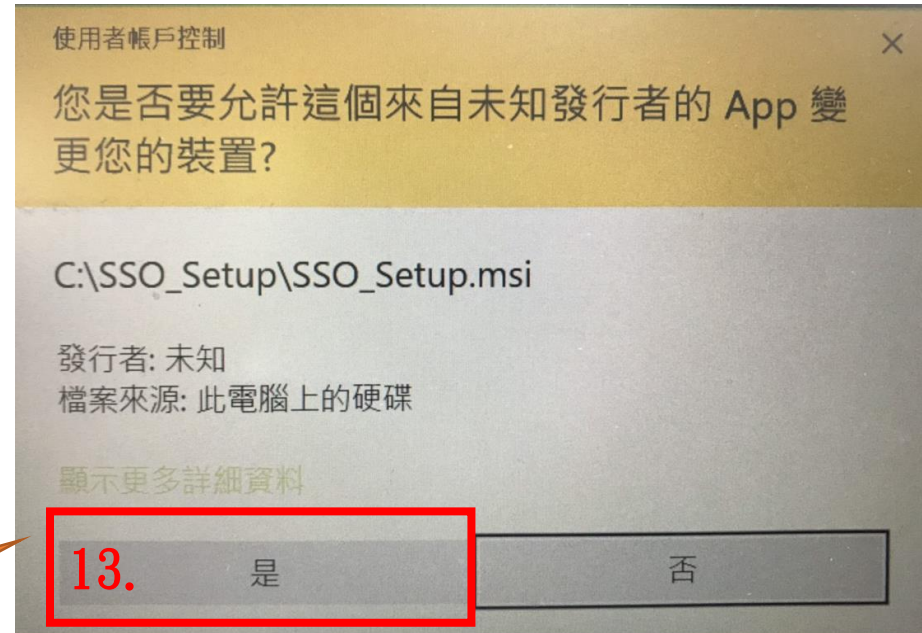 使用者帳戶控制
您是否要允許這個來自未知發行者的 App 變
更您的裝置?
C:\SSO_Setup\SSO_Setup.msi
發行者: 未知
檔案來源: 此電腦上的硬碟
顯示更多詳細資料
13.
是
否